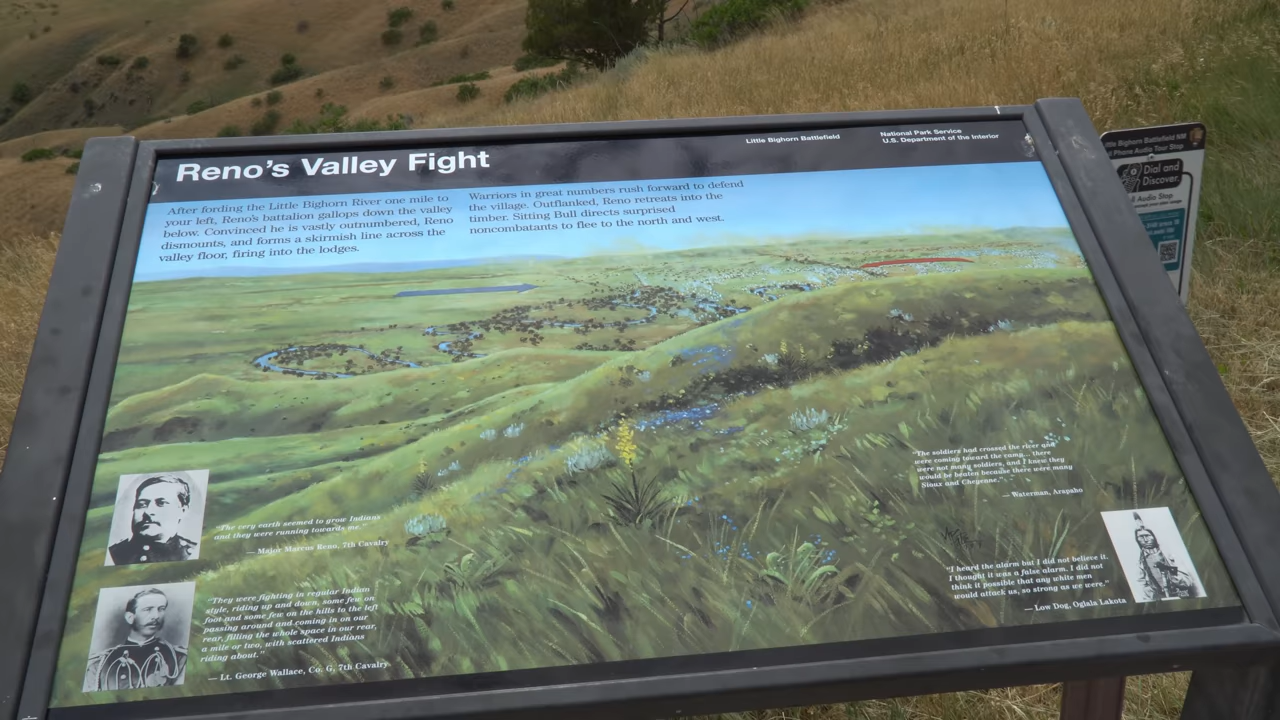 Reno's Valley Fight
Little Bighorn Battlefield
National Park Service
U.S. Department of the Interior
After fording the Little Bighorn River one mile to
your left, Reno's battalion gallops down the valley
below. Convinced he is vastly outnumbered, Reno
dismounts, and forms a skirmish line across the
valley floor, firing into the lodges.
Warriors in great numbers rush forward to defend
the village. Outflanked, Reno retreats into the
timber. Sitting Bull directs surprised
noncombatants to flee to the north and west.
"The very earth seemed to grow Indians
and they were running towards me."
— Major Marcus Reno, 7th Cavalry
"They were fighting in regular Indian
style, riding up and down, some few on
foot and some few on the hills to the left
passing around and coming in on our
rear, filling the whole space in our rear,
a mile or two, with scattered Indians
riding about."
— Lt. George Wallace, Co. G, 7th Cavalry
"The soldiers had crossed the river and
were coming toward the camp... there
were not many soldiers, and I knew they
would be beaten because there were many
Sioux and Cheyenne."
— Waterman, Arapaho
"I heard the alarm but I did not believe it.
I thought it was a false alarm. I did not
think it possible that any white men
would attack us, so strong as we were."
— Low Dog, Oglala Lakota
Little Bighorn Battlefield NM
Phone Audio Tour Stop
Dial and
Discover
Audio Stop